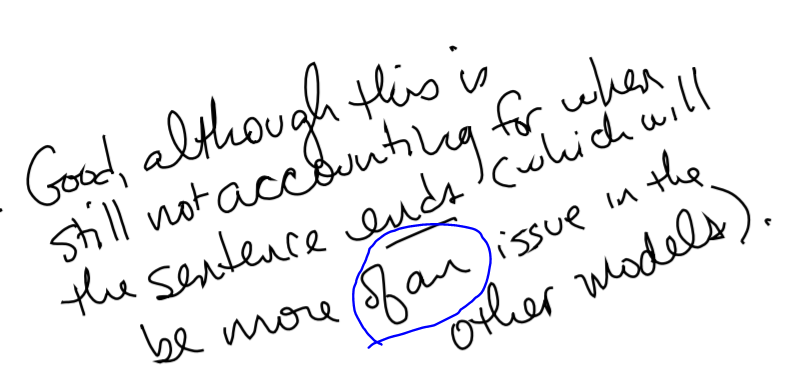 Good, although this is
still not accounting for when
the sentence ends (which will
be more of an issue in the
other models).